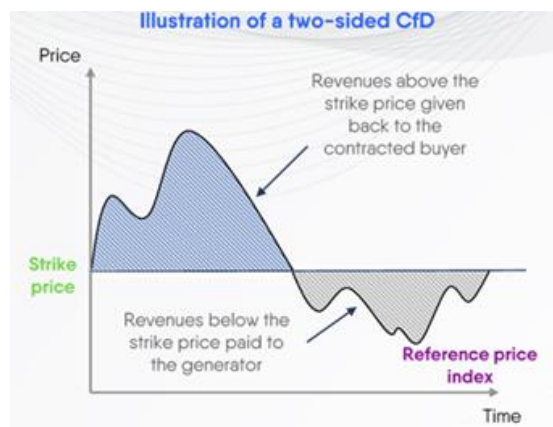 Illustration of a two-sided CfD
Price
Revenues above the
strike price given
back to the
contracted buyer
Strike
price
Revenues below the
strike price paid to
the generator
Reference price
index
Time